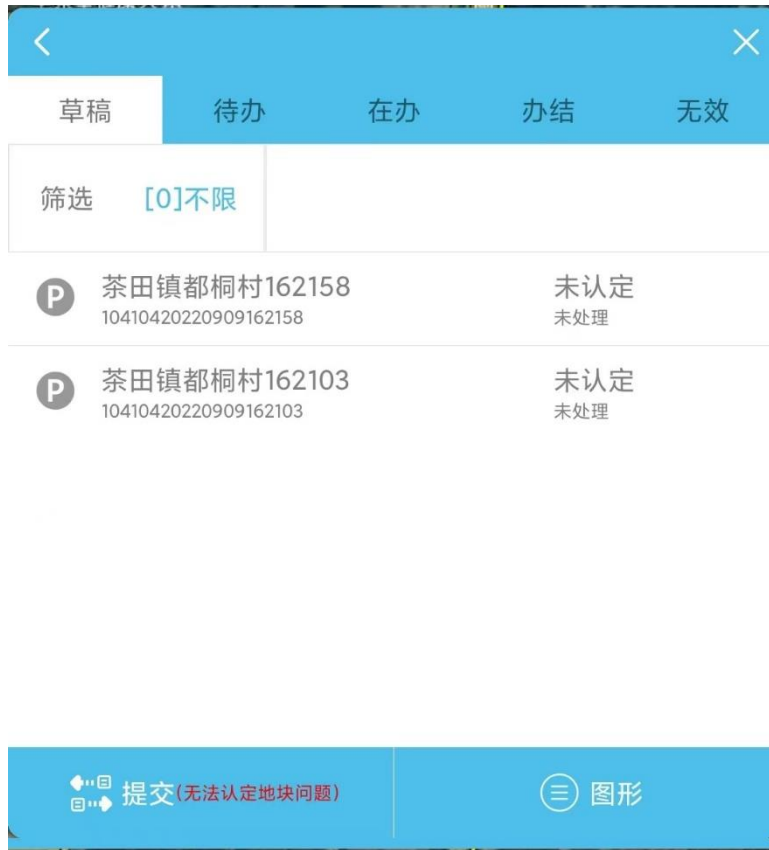 草稿 待办 在办 办结 无效
筛选 [0]不限
P 茶田镇都桐村162158 未认定
10410420220909162158 未处理
P 茶田镇都桐村162103 未认定
10410420220909162103 未处理
提交(无法认定地块问题) 图形